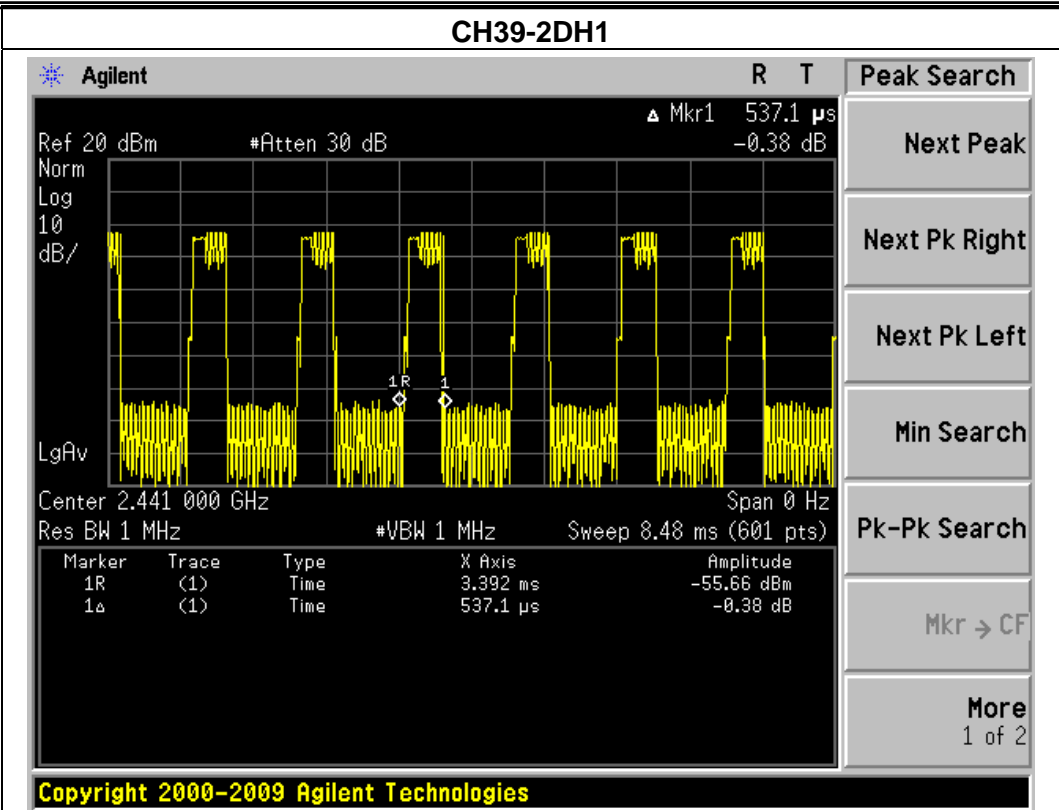 CH39-2DH1
Agilent R T
Peak Search
Δ Mkr1 537.1 µs
Ref 20 dBm #Atten 30 dB -0.38 dB
Norm
Log
10
dB/
1R 1
LgAv
Center 2.441 000 GHz Span 0 Hz
Res BW 1 MHz #VBW 1 MHz Sweep 8.48 ms (601 pts)
Marker Trace Type X Axis Amplitude
1R (1) Time 3.392 ms -55.66 dBm
1Δ (1) Time 537.1 µs -0.38 dB
Next Peak
Next Pk Right
Next Pk Left
Min Search
Pk-Pk Search
Mkr → CF
More
1 of 2
Copyright 2000-2009 Agilent Technologies